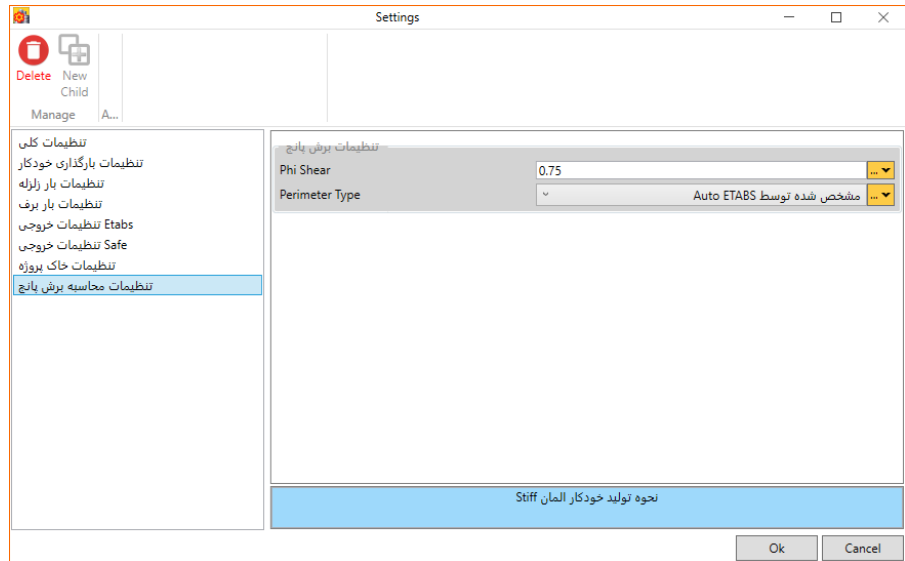 Settings
Delete
New
Child
Manage
A...
تنظیمات کلی
تنظیمات بارگذاری خودکار
تنظیمات بار زلزله
تنظیمات بار برف
تنظیمات خروجی Etabs
تنظیمات خروجی Safe
تنظیمات خاک پروژه
تنظیمات محاسبه برش پانچ
تنظیمات برش پانچ
Phi Shear
0.75
...
Perimeter Type
مشخص شده توسط Auto ETABS
...
نحوه تولید خودکار المان Stiff
Ok
Cancel